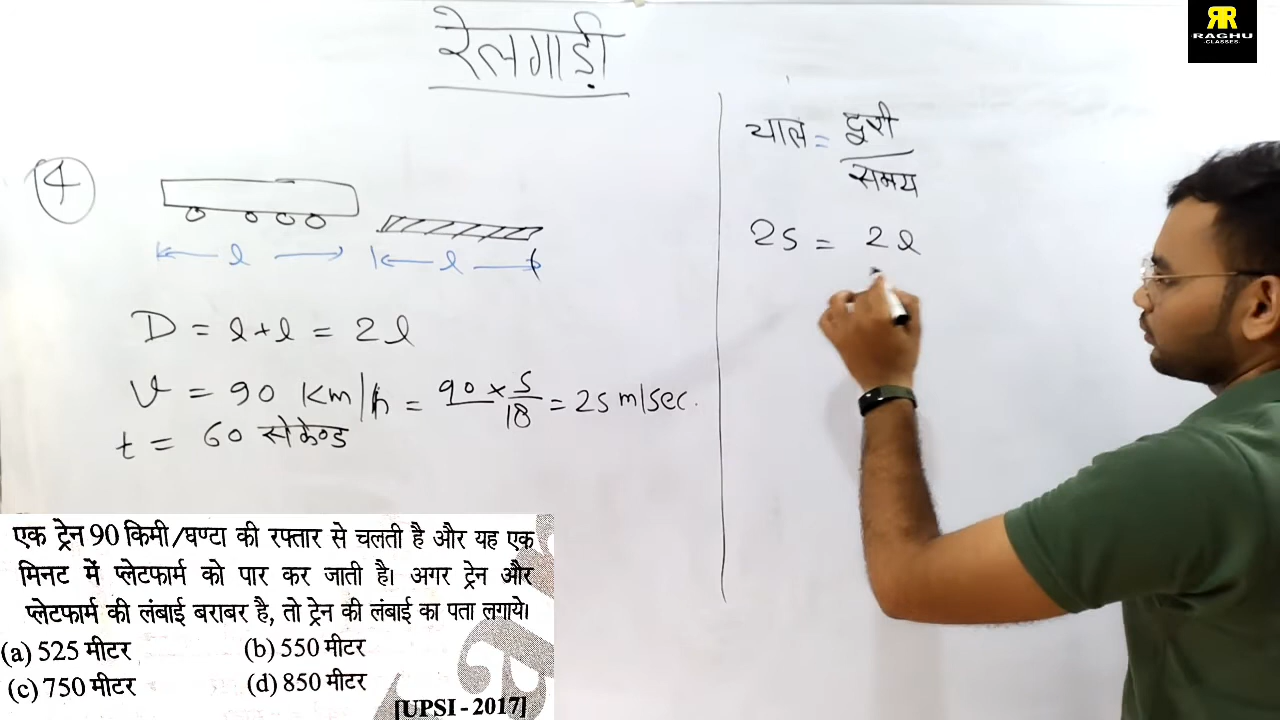 RR
RAGHU
-CLASSES-
रेलगाड़ी
4
l l
D = l + l = 2l
v = 90 Km/h = 90 × 5/18 = 25 m/sec.
t = 60 सेकेण्ड
चाल = दुरी/समय
25 = 2l
एक ट्रेन 90 किमी/घण्टा की रफ्तार से चलती है और यह एक
मिनट में प्लेटफार्म को पार कर जाती है। अगर ट्रेन और
प्लेटफार्म की लंबाई बराबर है, तो ट्रेन की लंबाई का पता लगाये।
(a) 525 मीटर (b) 550 मीटर
(c) 750 मीटर (d) 850 मीटर
[UPSI - 2017]